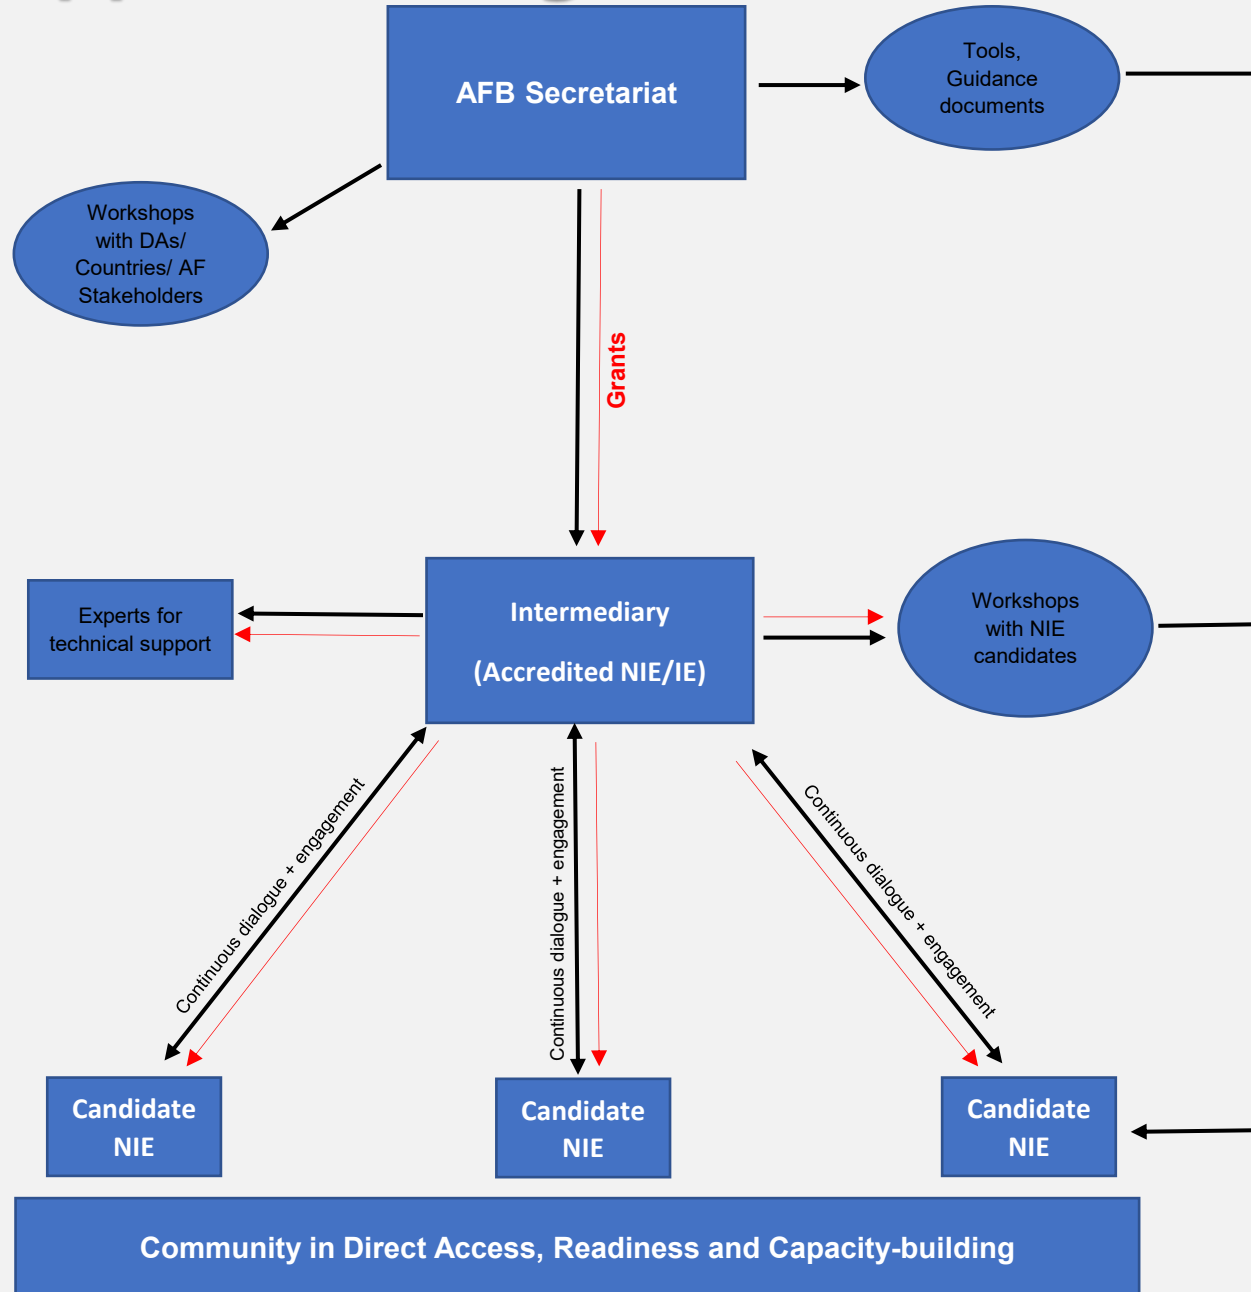 AFB Secretariat
Tools,
Guidance
documents
Workshops
with DAs/
Countries/ AF
Stakeholders
Grants
Experts for
technical support
Intermediary
(Accredited NIE/IE)
Workshops
with NIE
candidates
Continuous dialogue + engagement
Continuous dialogue + engagement
Continuous dialogue + engagement
Candidate
NIE
Candidate
NIE
Candidate
NIE
Community in Direct Access, Readiness and Capacity-building